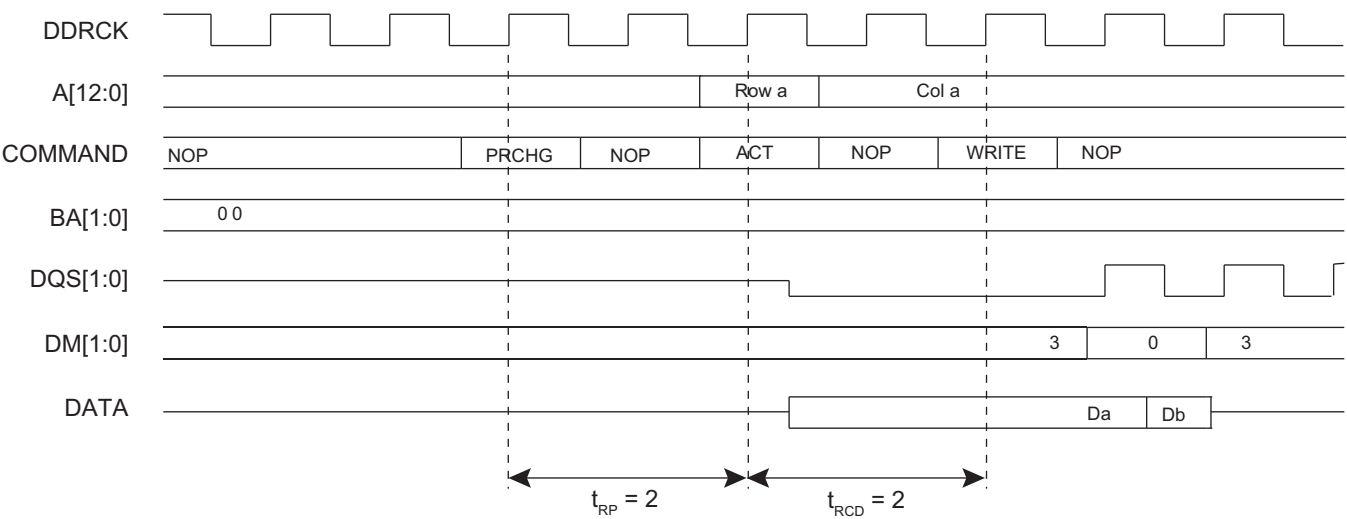 DDRCK
A[12:0] Row a Col a
COMMAND NOP PRCHG NOP ACT NOP WRITE NOP
BA[1:0] 0 0
DQS[1:0]
DM[1:0] 3 0 3
DATA Da Db
tRP = 2 tRCD = 2